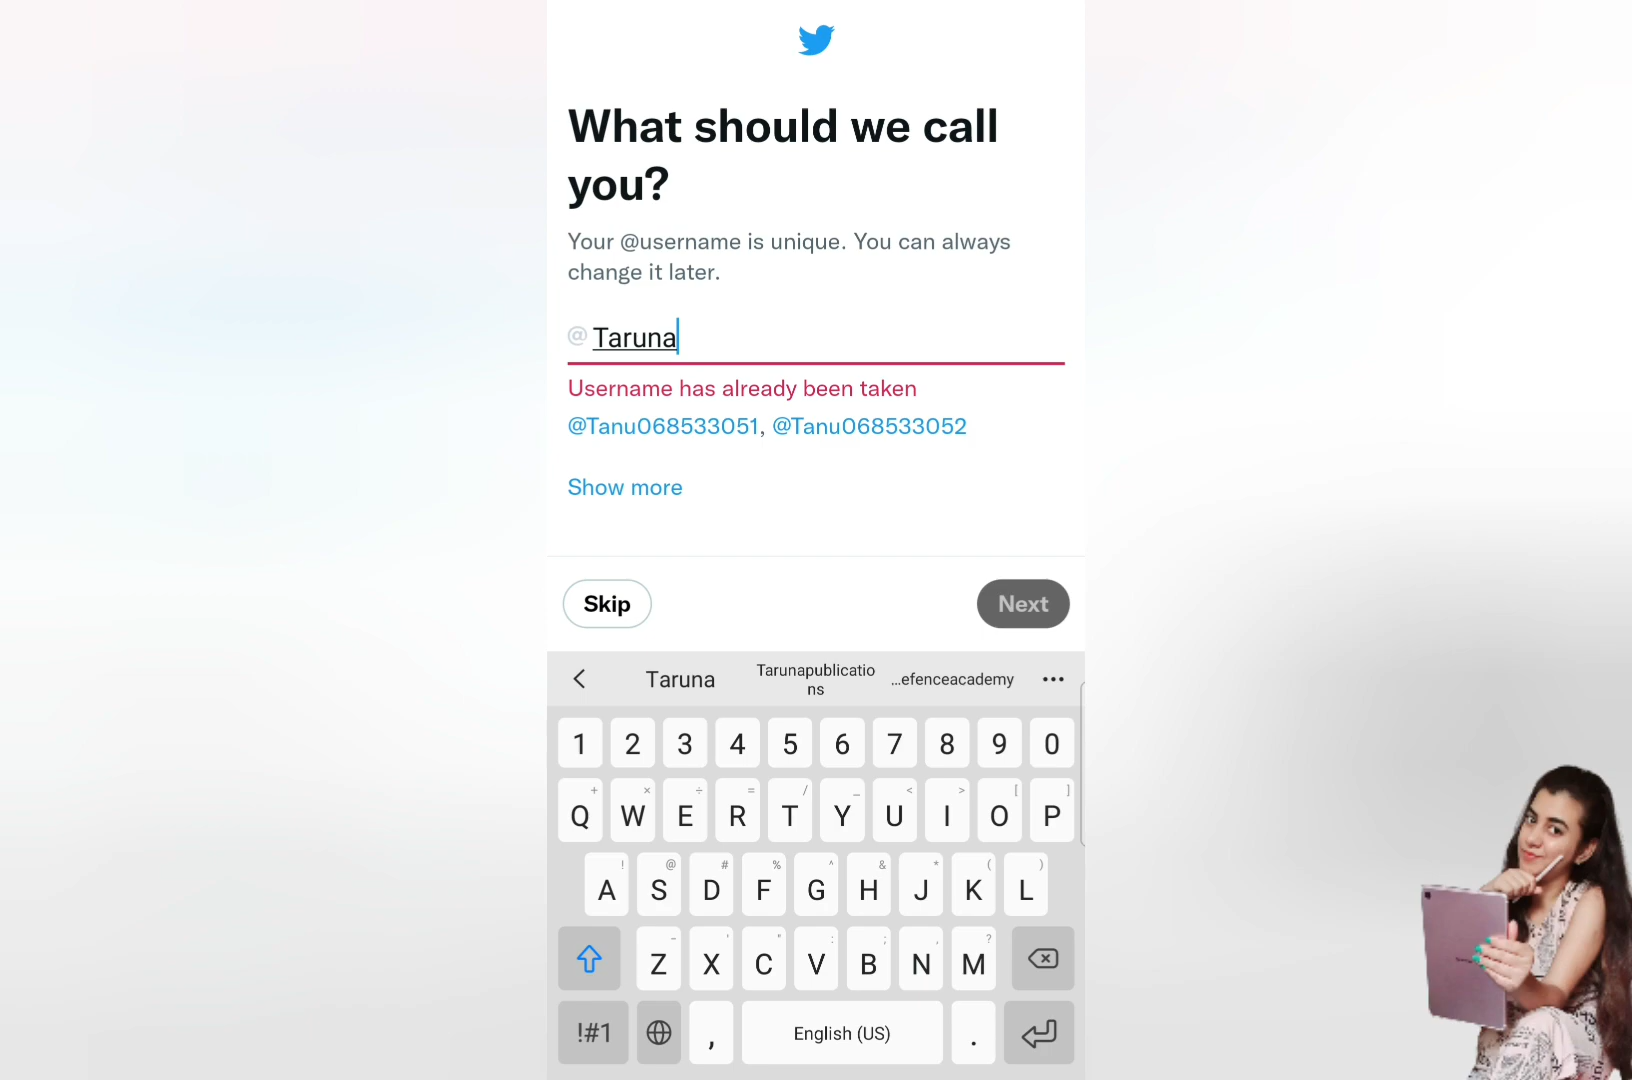 What should we call
you?
Your @username is unique. You can always
change it later.
@Taruna
Username has already been taken
@Tanu068533051, @Tanu068533052
Show more
Skip
Next
Taruna
Tarunapublicatio
ns
...efenceacademy
1 2 3 4 5 6 7 8 9 0
+ × ÷ = / _ < > [ ]
Q W E R T Y U I O P
! @ # % ^ & * ( )
A S D F G H J K L
- ' " : ; , ?
Z X C V B N M
!#1 , English (US) .